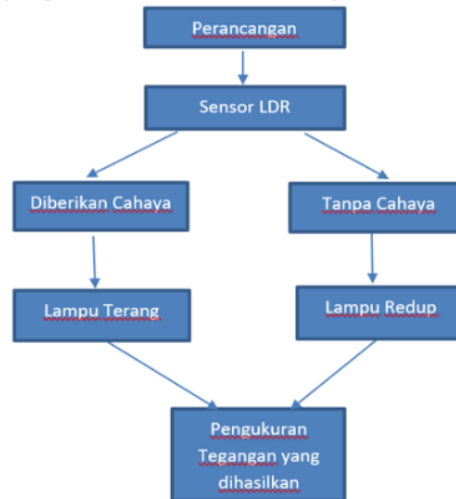 Perancangan
Sensor LDR
Diberikan Cahaya
Tanpa Cahaya
Lampu Terang
Lampu Redup
Pengukuran
Tegangan yang
dihasilkan